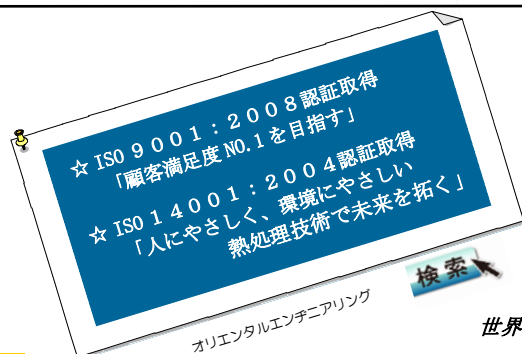 ☆ ISO９００１：２００８認証取得
「顧客満足度 NO.1 を目指す」
☆ ISO１４００１：２００４認証取得
「人にやさしく、環境にやさしい
熱処理技術で未来を拓く」
検索
オリエンタルエンヂニアリング
世界